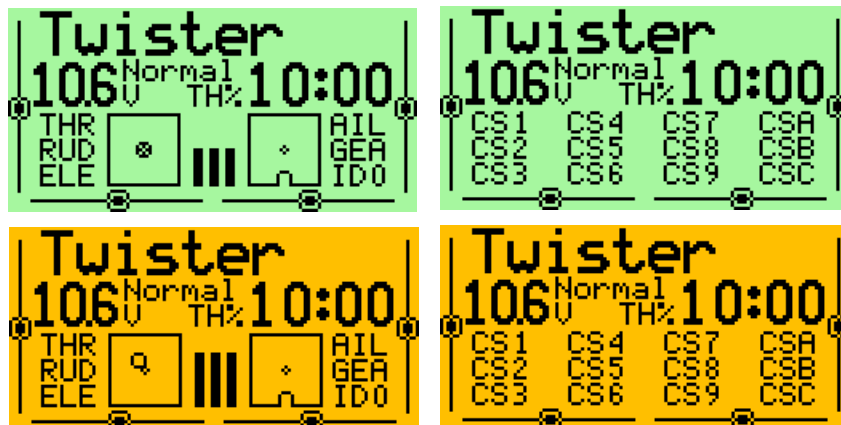 Twister
10.6 Normal 10:00
V TH%
THR AIL
RUD GEA
ELE ID0
Twister
10.6 Normal 10:00
V TH%
CS1 CS4 CS7 CSA
CS2 CS5 CS8 CSB
CS3 CS6 CS9 CSC
Twister
10.6 Normal 10:00
V TH%
THR AIL
RUD GEA
ELE ID0
Twister
10.6 Normal 10:00
V TH%
CS1 CS4 CS7 CSA
CS2 CS5 CS8 CSB
CS3 CS6 CS9 CSC